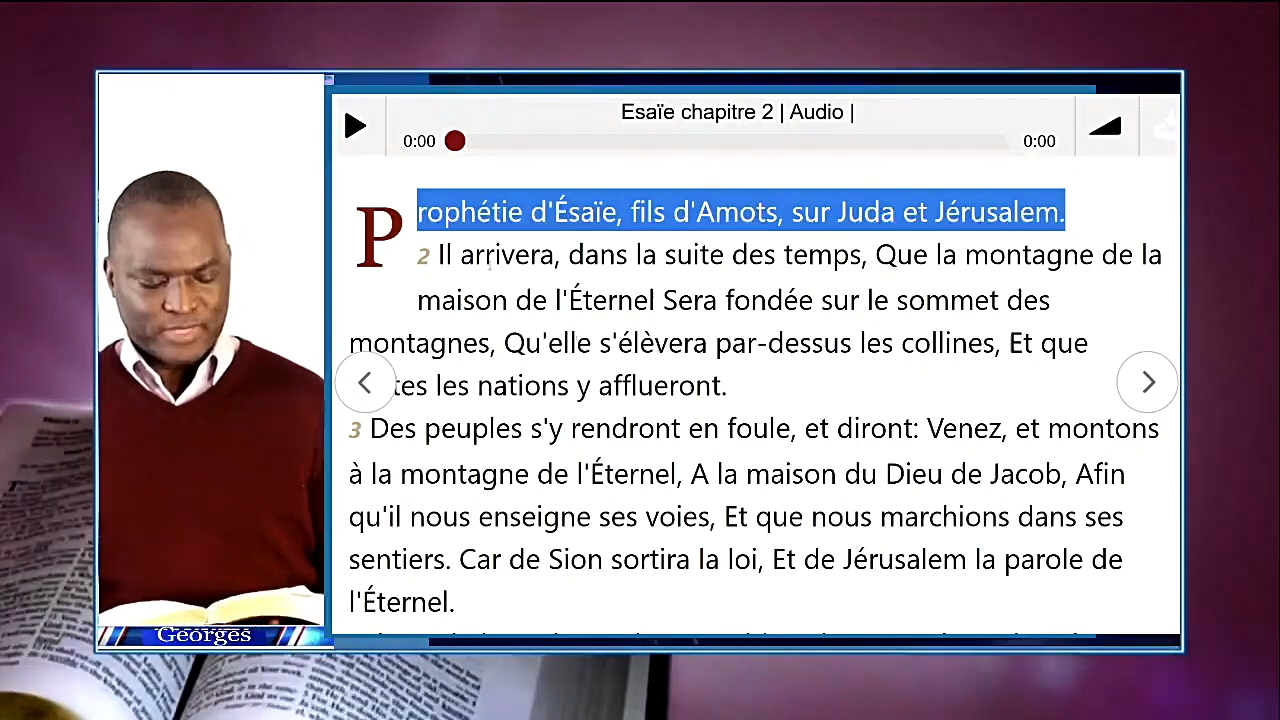 Esaïe chapitre 2 | Audio |
0:00
0:00
Prophétie d'Ésaïe, fils d'Amots, sur Juda et Jérusalem.
2 Il arrivera, dans la suite des temps, Que la montagne de la
maison de l'Éternel Sera fondée sur le sommet des
montagnes, Qu'elle s'élèvera par-dessus les collines, Et que
tes les nations y afflueront.
3 Des peuples s'y rendront en foule, et diront: Venez, et montons
à la montagne de l'Éternel, A la maison du Dieu de Jacob, Afin
qu'il nous enseigne ses voies, Et que nous marchions dans ses
sentiers. Car de Sion sortira la loi, Et de Jérusalem la parole de
l'Éternel.
Georges